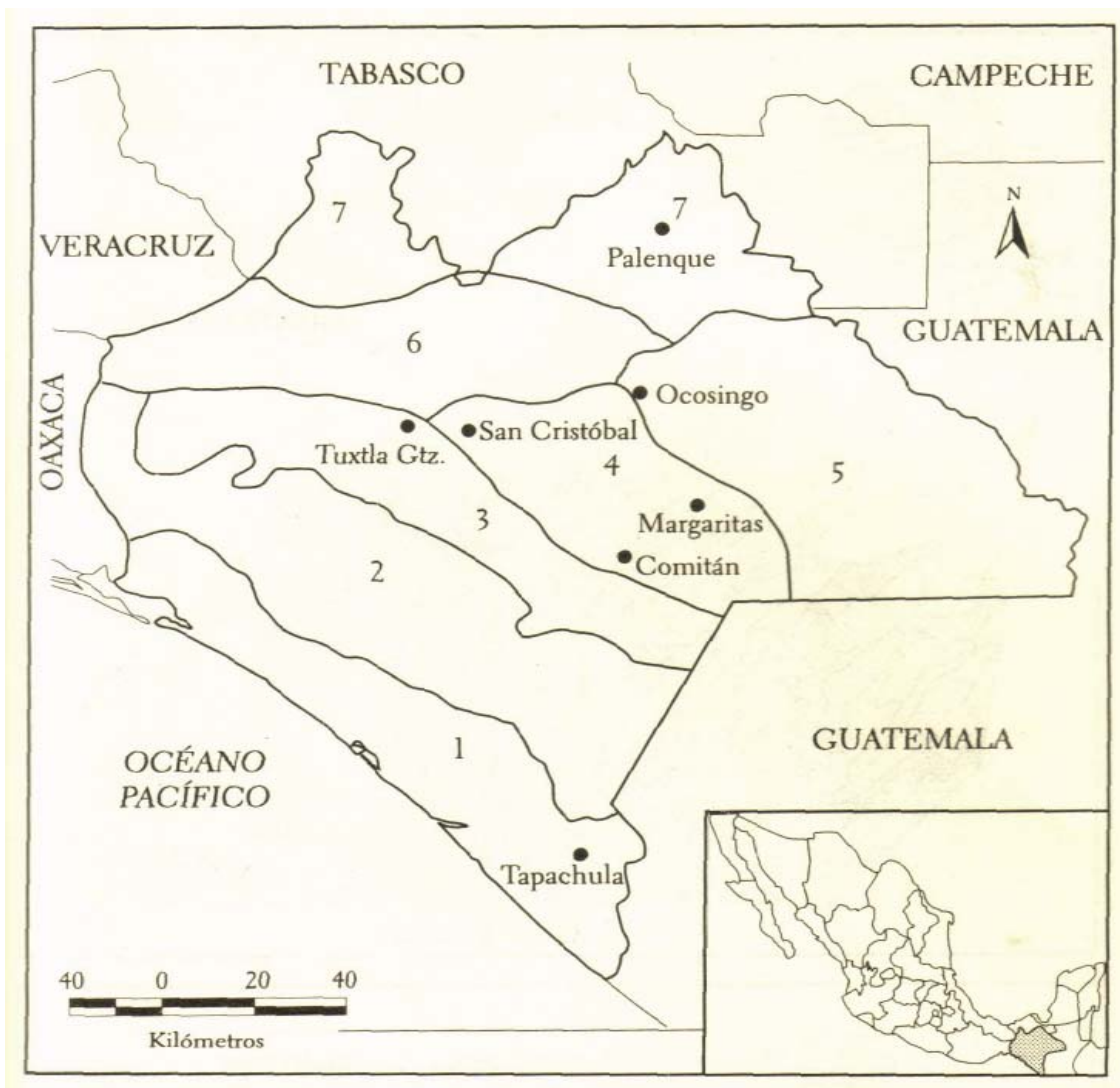 TABASCO
CAMPECHE
7
7
N
VERACRUZ
Palenque
GUATEMALA
6
OAXACA
Ocosingo
San Cristóbal
Tuxtla Gtz.
4
5
3
Margaritas
2
Comitán
1
GUATEMALA
OCÉANO
PACÍFICO
Tapachula
40 0 20 40
Kilómetros